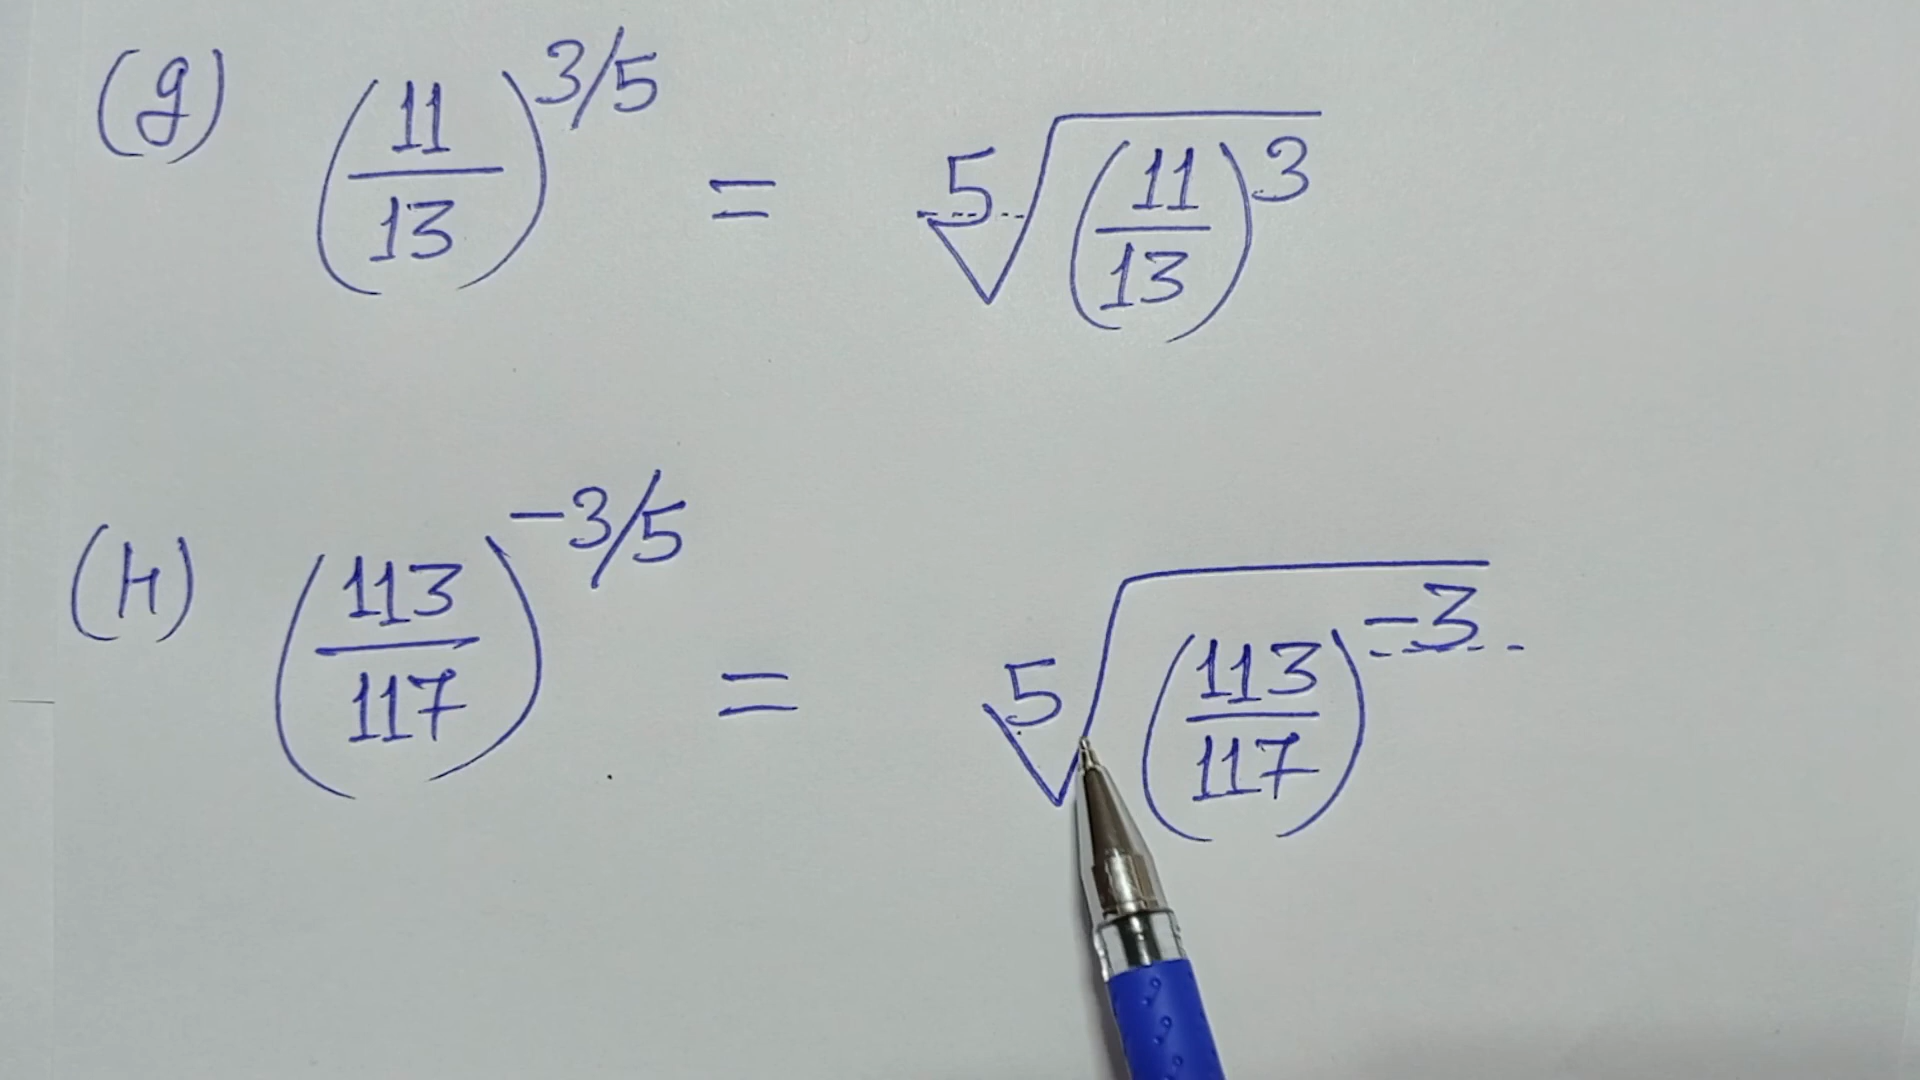 (g) (11/13)^3/5 = ⁵√(11/13)^3
(H) (113/117)^-3/5 = ⁵√(113/117)^-3